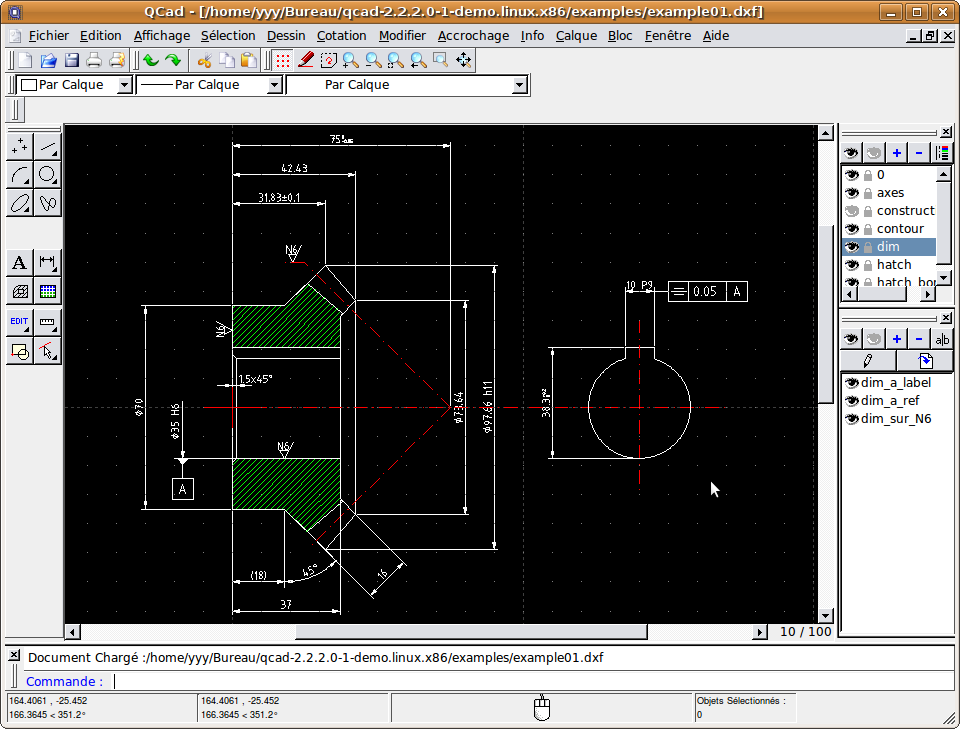 QCad - [/home/yyy/Bureau/qcad-2.2.2.0-1-demo.linux.x86/examples/example01.dxf]
Fichier Edition Affichage Sélection Dessin Cotation Modifier Accrochage Info Calque Bloc Fenêtre Aide
Par Calque Par Calque Par Calque
42.43
31.83±0.1
N6/
N6/
1.5x45°
ϕ70
ϕ35 H6
N6/
A
ϕ73.64
ϕ97.66 h11
(18)
45°
16
37
10 P9
0.05 A
0
axes
construct
contour
dim
hatch
hatch_bor
A
EDIT
a|b
dim_a_label
dim_a_ref
dim_sur_N6
10 / 100
Document Chargé :/home/yyy/Bureau/qcad-2.2.2.0-1-demo.linux.x86/examples/example01.dxf
Commande :
164.4061 , -25.452 164.4061 , -25.452 Objets Sélectionnés :
166.3645 < 351.2° 166.3645 < 351.2° 0